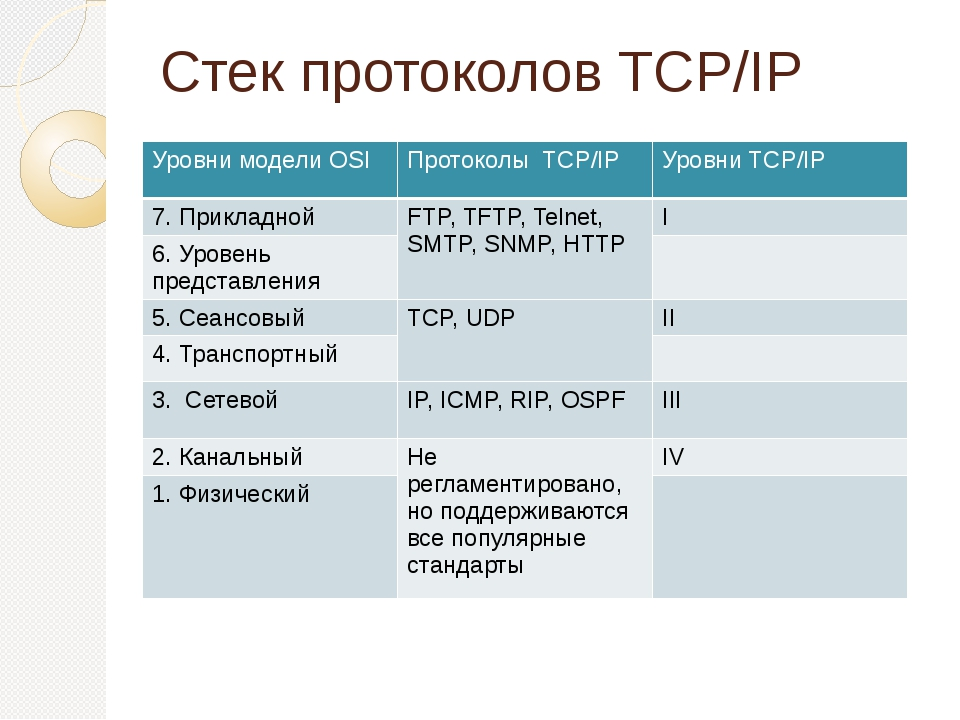 Стек протоколов TCP/IP
Уровни модели OSI
Протоколы TCP/IP
Уровни TCP/IP
7. Прикладной
FTP, TFTP, Telnet,
SMTP, SNMP, HTTP
I
6. Уровень
представления
5. Сеансовый
TCP, UDP
II
4. Транспортный
3. Сетевой
IP, ICMP, RIP, OSPF
III
2. Канальный
Не
регламентировано,
но поддерживаются
все популярные
стандарты
IV
1. Физический